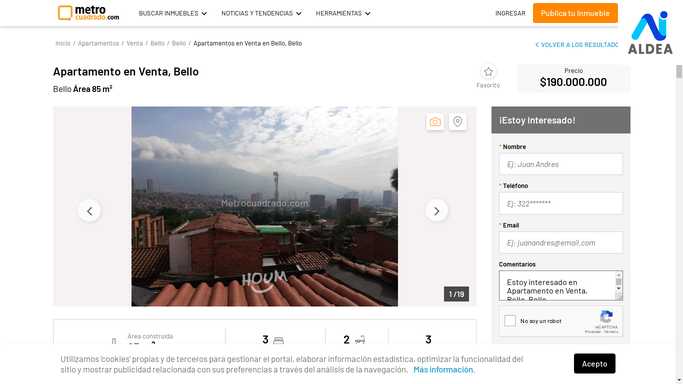 metro
cuadrado.com
BUSCAR INMUEBLES
NOTICIAS Y TENDENCIAS
HERRAMIENTAS
INGRESAR
Publica tu Inmueble
ALDEA
Inicio / Apartamentos / Venta / Bello / Bello / Apartamentos en Venta en Bello, Bello
VOLVER A LOS RESULTADO
Apartamento en Venta, Bello
Bello Área 85 m²
Favorito
Precio
$190.000.000
Metrocuadrado.com
HOUM
1 / 19
¡Estoy Interesado!
* Nombre
Ej: Juan Andres
* Teléfono
Ej: 322*******
* Email
Ej: juanandres@email.com
Comentarios
Estoy interesado en
Apartamento en Venta,
Bello, Bello
No soy un robot
reCAPTCHA
Privacidad - Términos
Área construida
3
2
3
Utilizamos 'cookies' propias y de terceros para gestionar el portal, elaborar información estadística, optimizar la funcionalidad del
sitio y mostrar publicidad relacionada con sus preferencias a través del análisis de la navegación. Más información.
Acepto